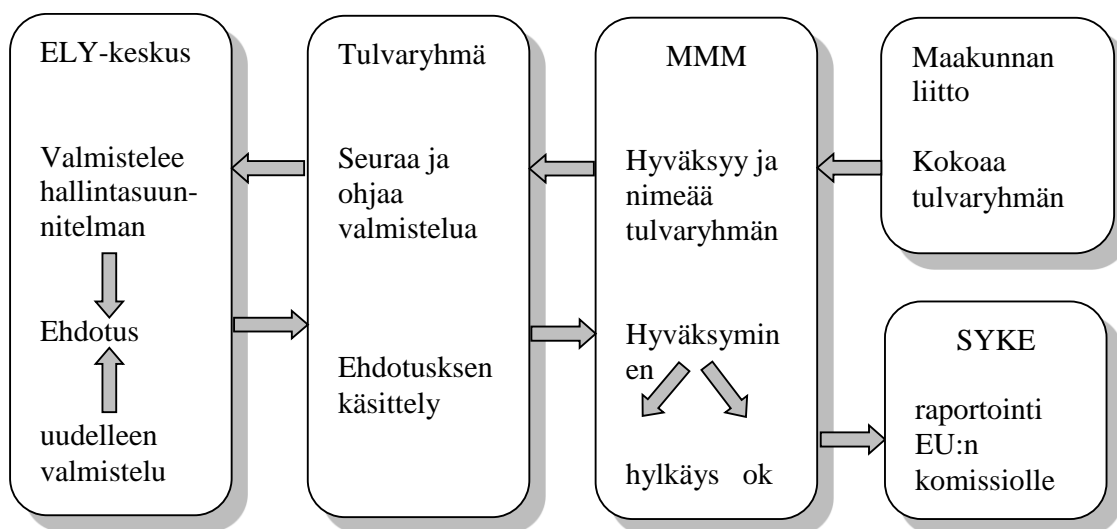 ELY-keskus
Valmistelee
hallintasuun-
nitelman
Ehdotus
uudelleen
valmistelu
Tulvaryhmä
Seuraa ja
ohjaa
valmistelua
Ehdotusksen
käsittely
MMM
Hyväksyy ja
nimeää
tulvaryhmän
Hyväksymin
en
hylkäys ok
Maakunnan
liitto
Kokoaa
tulvaryhmän
SYKE
raportointi
EU:n
komissiolle